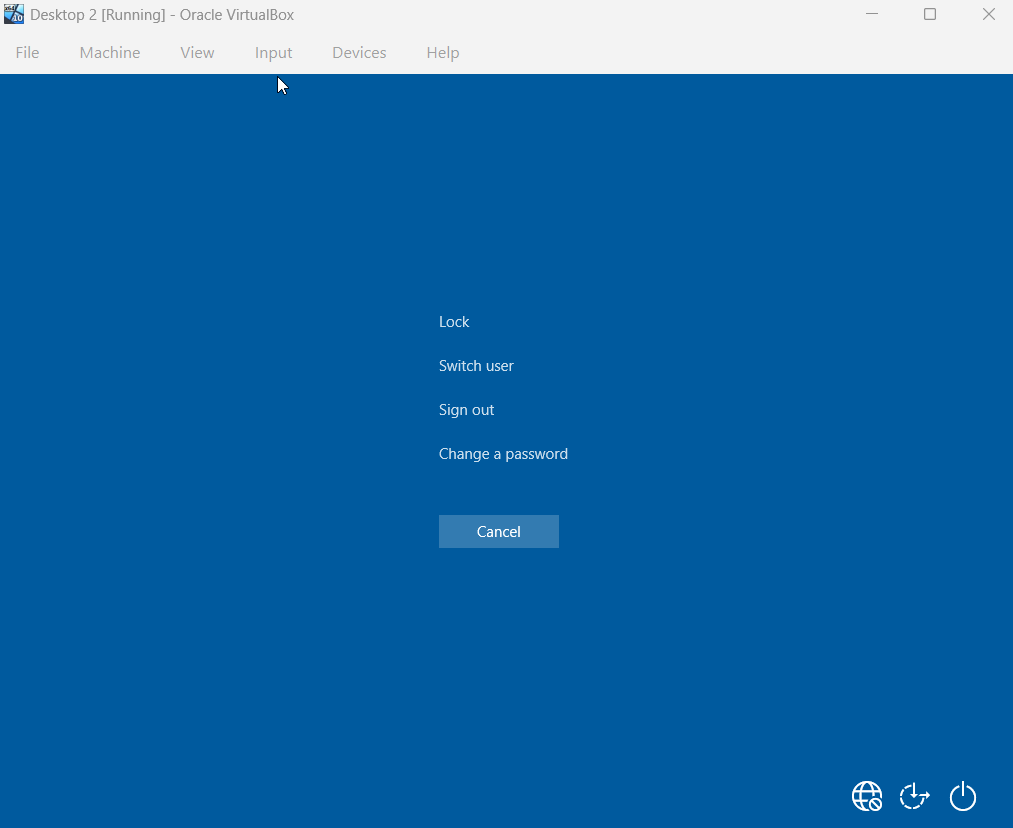 Desktop 2 [Running] - Oracle VirtualBox
File Machine View Input Devices Help
Lock
Switch user
Sign out
Change a password
Cancel